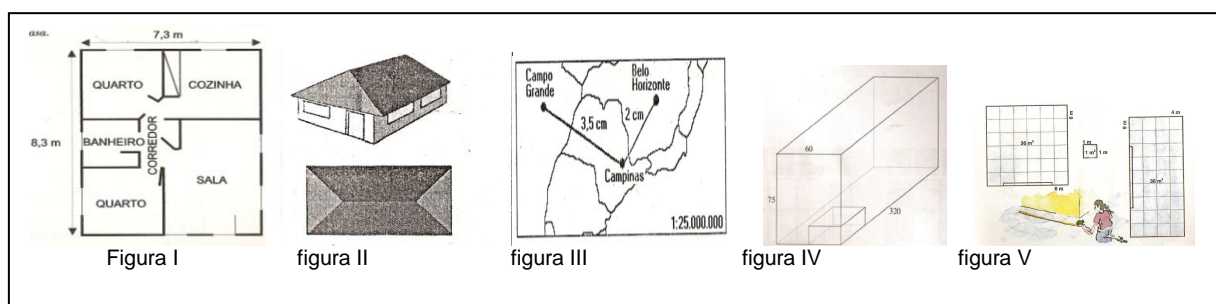 asa.
7,3 m
QUARTO
COZINHA
8,3 m
BANHEIRO
CORREDOR
SALA
QUARTO
Figura I
figura II
Campo
Grande
Belo
Horizonte
2 cm
3,5 cm
Campinas
1:25.000.000
figura III
60
75
320
figura IV
6 m
36 m²
6 m
1 m
1 m²
1 m
4 m
36 m²
figura V